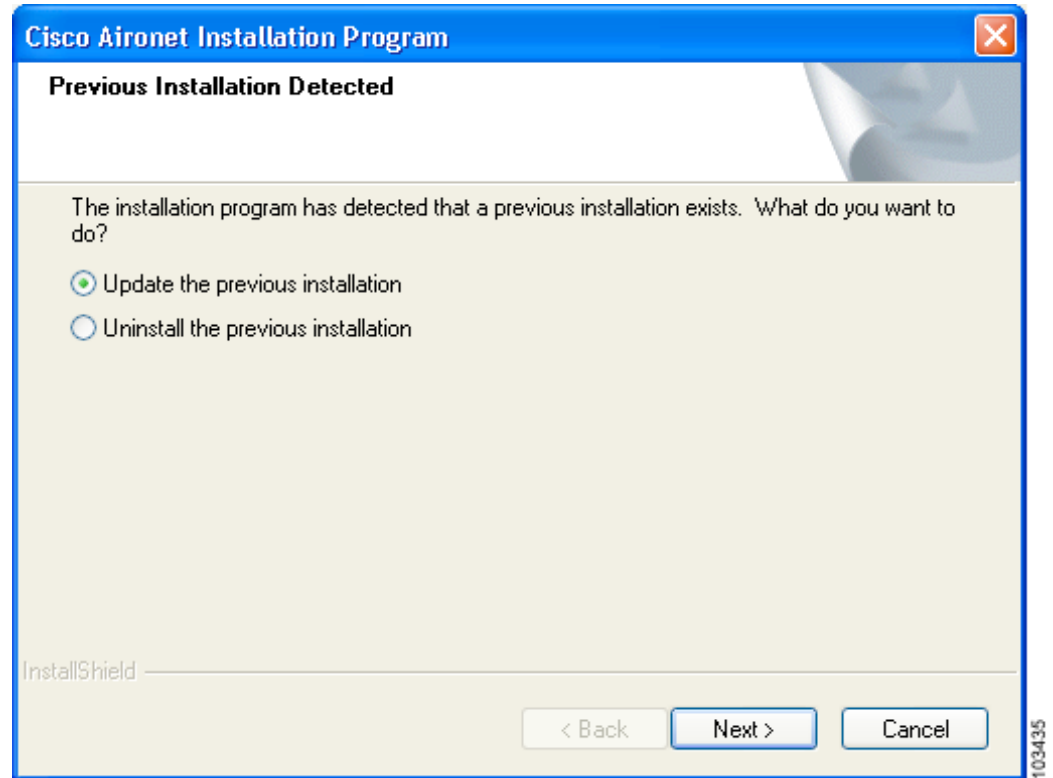 Cisco Aironet Installation Program
Previous Installation Detected
The installation program has detected that a previous installation exists.  What do you want to
do?
Update the previous installation
Uninstall the previous installation
InstallShield
< Back
Next >
Cancel
103435